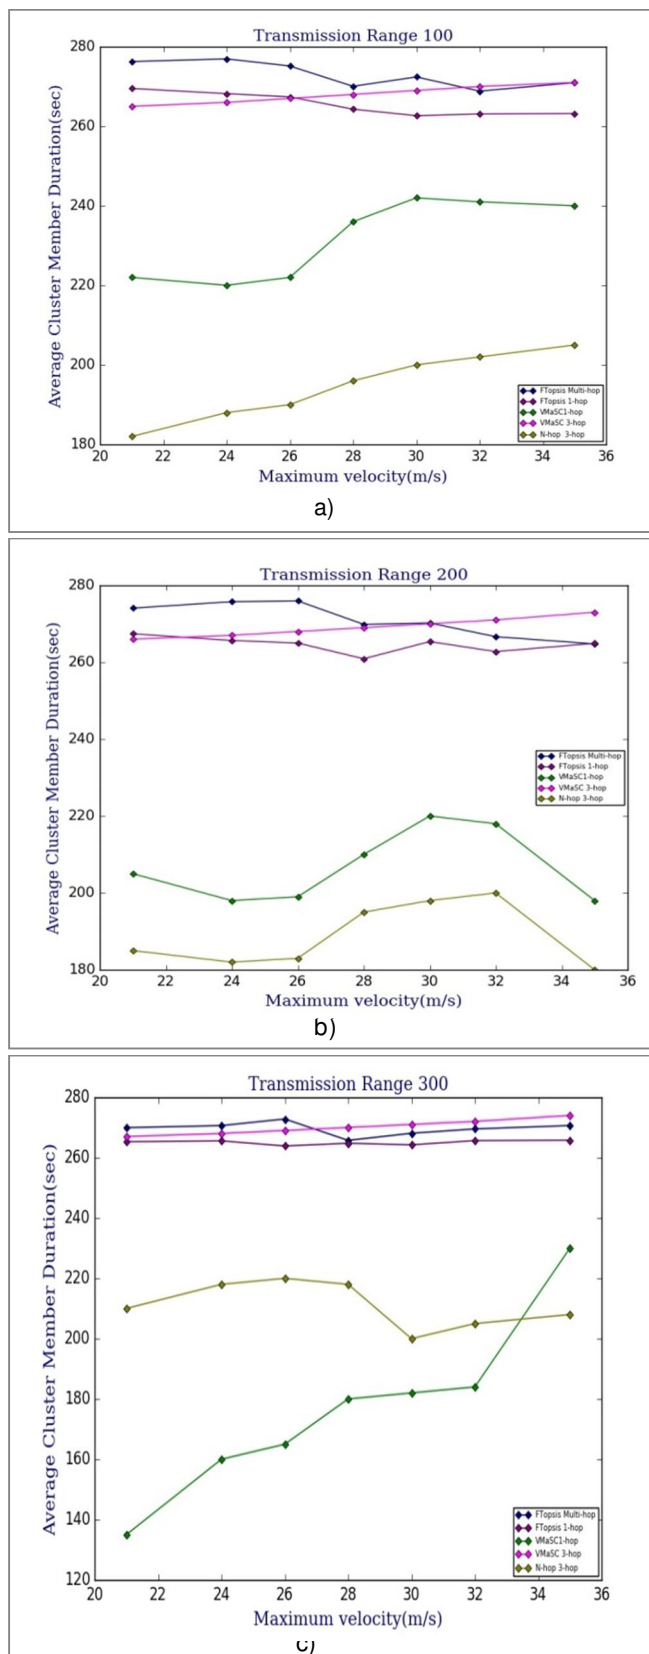 Transmission Range 100
Average Cluster Member Duration(sec)
280
260
240
220
200
180
20 22 24 26 28 30 32 34 36
FTopsis Multi-hop
FTopsis 1-hop
VMaSC1-hop
VMaSC 3-hop
N-hop 3-hop
Maximum velocity(m/s)
a)
Transmission Range 200
Average Cluster Member Duration(sec)
280
260
240
220
200
180
20 22 24 26 28 30 32 34 36
FTopsis Multi-hop
FTopsis 1-hop
VMaSC1-hop
VMaSC 3-hop
N-hop 3-hop
Maximum velocity(m/s)
b)
Transmission Range 300
Average Cluster Member Duration(sec)
280
260
240
220
200
180
160
140
120
20 22 24 26 28 30 32 34 36
FTopsis Multi-hop
FTopsis 1-hop
VMaSC1-hop
VMaSC 3-hop
N-hop 3-hop
Maximum velocity(m/s)
c)